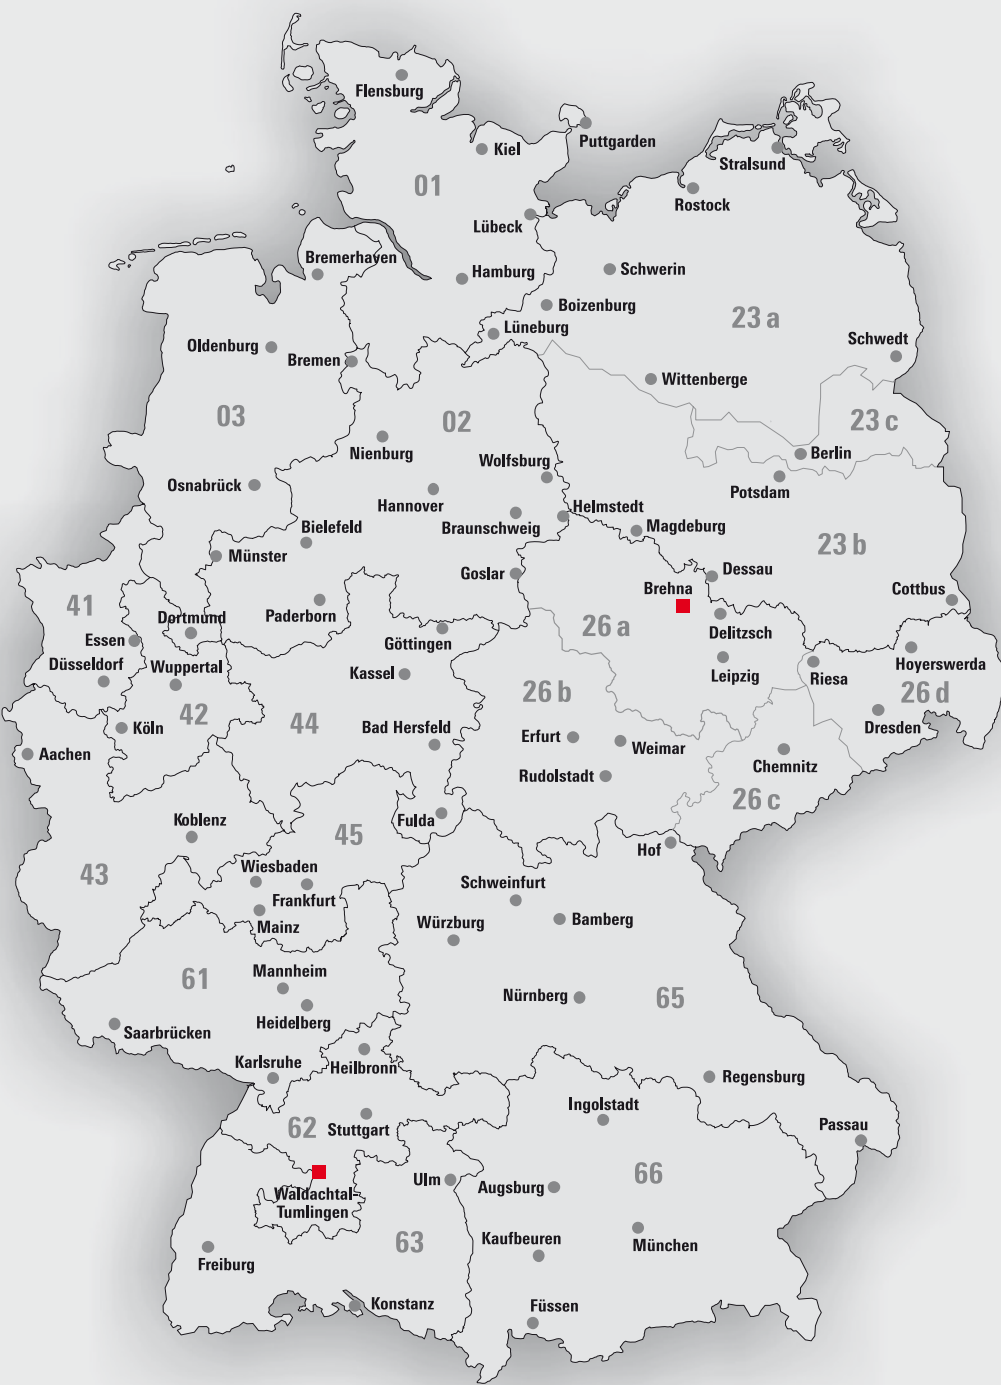 Flensburg
Puttgarden
Kiel
Stralsund
01
Rostock
Lübeck
Bremerhaven
Schwerin
Hamburg
Boizenburg
23 a
Lüneburg
Schwedt
Oldenburg
Bremen
Wittenberge
03
02
23 c
Nienburg
Berlin
Wolfsburg
Osnabrück
Potsdam
Hannover
Helmstedt
Braunschweig
Magdeburg
Bielefeld
23 b
Münster
Goslar
Dessau
Brehna
Cottbus
41
Paderborn
Dortmund
26 a
Delitzsch
Essen
Göttingen
Düsseldorf
Wuppertal
Kassel
Leipzig
Riesa
Hoyerswerda
26 b
26 d
42
44
Köln
Bad Hersfeld
Dresden
Aachen
Erfurt
Weimar
Chemnitz
Rudolstadt
26 c
Koblenz
45
Fulda
Hof
43
Wiesbaden
Schweinfurt
Frankfurt
Mainz
Würzburg
Bamberg
61
Mannheim
Nürnberg
65
Heidelberg
Saarbrücken
Karlsruhe
Heilbronn
Regensburg
Ingolstadt
62
Stuttgart
Passau
66
Ulm
Augsburg
Waldachtal-
Tumlingen
63
Kaufbeuren
München
Freiburg
Konstanz
Füssen